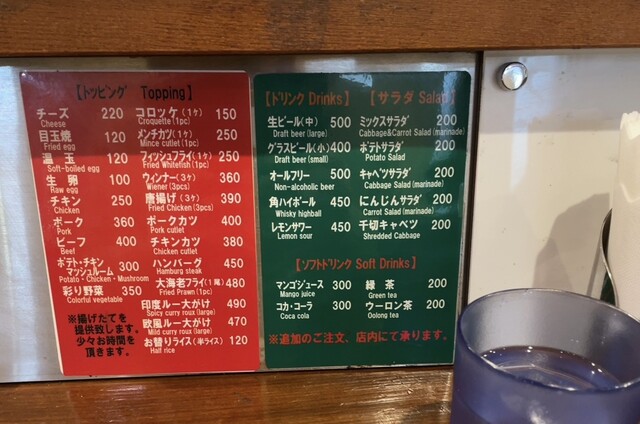 【トッピング Topping】
チーズ 220
Cheese
目玉焼 120
Fried egg
温玉 120
Soft-boiled egg
生卵 100
Raw egg
チキン 250
Chicken
ポーク 360
Pork
ビーフ 400
Beef
ポテト・チキン
マッシュルーム 300
Potato・Chicken・Mushroom
彩り野菜 350
Colorful vegetable
※揚げたてを
提供致します。
少々お時間を
頂きます。
コロッケ(1ヶ) 150
Croquette(1pc)
メンチカツ(1ヶ) 250
Mince cutlet(1pc)
フィッシュフライ(1ヶ) 250
Fried Whitefish(1pc)
ウィンナー(3ヶ) 360
Wiener(3pcs)
唐揚げ(3ヶ) 390
Fried Chicken(3pcs)
ポークカツ 400
Pork cutlet
チキンカツ 380
Chicken cutlet
ハンバーグ 450
Hamburg steak
大海老フライ(1尾) 480
Fried Prawn(1pc)
印度ルー大がけ 490
Spicy curry roux(large)
欧風ルー大がけ 470
Mild curry roux(large)
お替りライス(半ライス) 120
Half rice
【ドリンク Drinks】
生ビール(中) 500
Draft beer(large)
グラスビール(小) 400
Draft beer(small)
オールフリー 500
Non-alcoholic beer
角ハイボール 450
Whisky highball
レモンサワー 450
Lemon sour
【サラダ Salad】
ミックスサラダ 200
Cabbage&Carrot Salad(marinade)
ポテトサラダ 200
Potato Salad
キャベツサラダ 200
Cabbage Salad(marinade)
にんじんサラダ 200
Carrot Salad(marinade)
千切キャベツ 200
Shredded Cabbage
【ソフトドリンク Soft Drinks】
マンゴジュース 300
Mango juice
コカ・コーラ 300
Coca cola
緑茶 200
Green tea
ウーロン茶 200
Oolong tea
※追加のご注文、店内にて承ります。